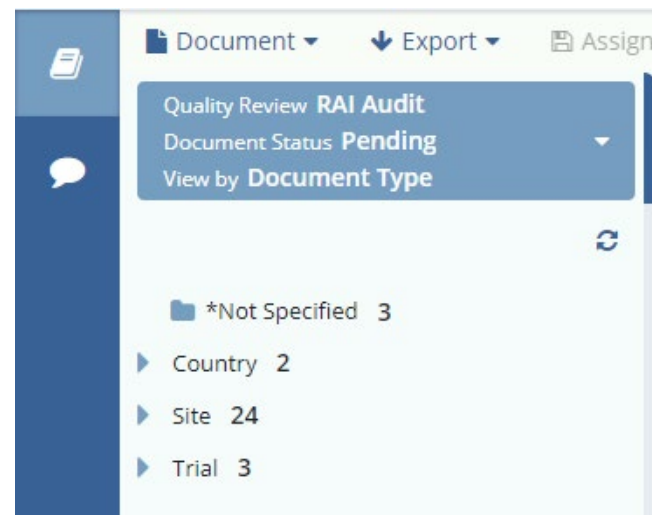 Document Export Assign
Quality Review RAI Audit
Document Status Pending
View by Document Type
*Not Specified 3
Country 2
Site 24
Trial 3